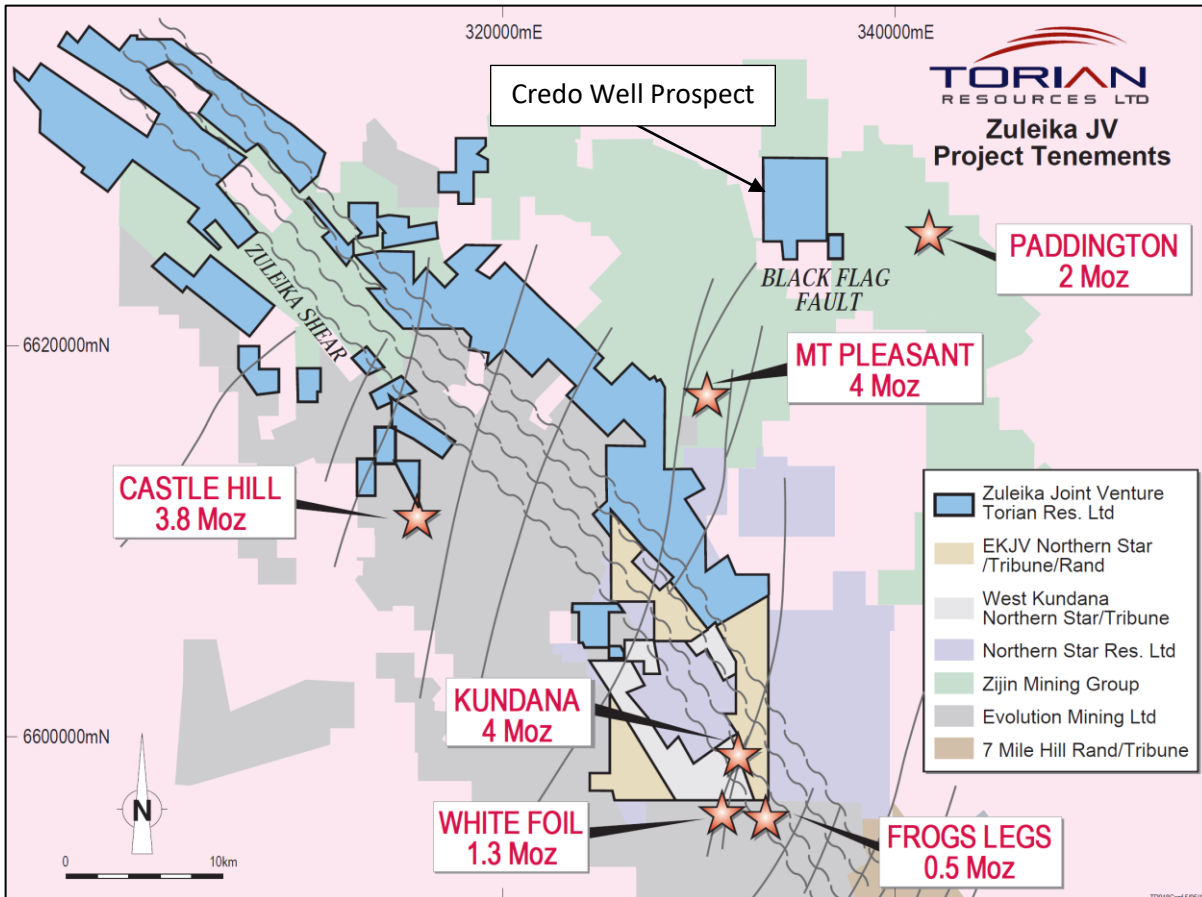 320000mE
340000mE
TORIAN
RESOURCES LTD
Zuleika JV
Project Tenements
Credo Well Prospect
PADDINGTON
2 Moz
BLACK FLAG
FAULT
ZULEIKA SHEAR
6620000mN
MT PLEASANT
4 Moz
CASTLE HILL
3.8 Moz
Zuleika Joint Venture
Torian Res. Ltd
EKJV Northern Star
/Tribune/Rand
West Kundana
Northern Star/Tribune
Northern Star Res. Ltd
Zijin Mining Group
Evolution Mining Ltd
7 Mile Hill Rand/Tribune
KUNDANA
4 Moz
6600000mN
N
WHITE FOIL
1.3 Moz
FROGS LEGS
0.5 Moz
0
10km